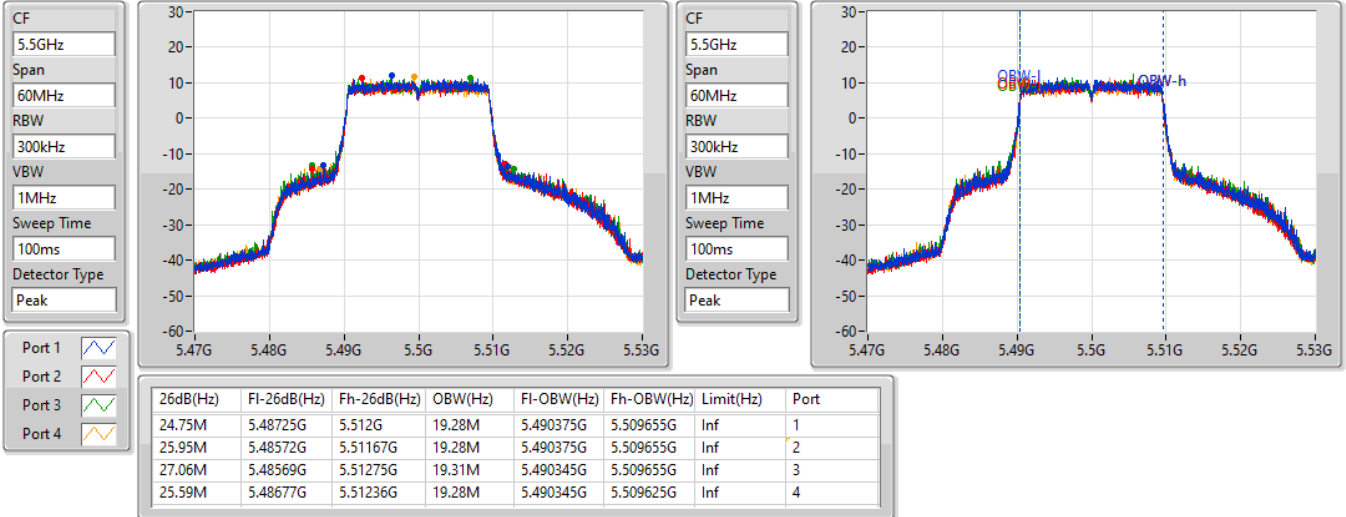 CF
5.5GHz
Span
60MHz
RBW
300kHz
VBW
1MHz
Sweep Time
100ms
Detector Type
Peak
30
20
10
0
-10
-20
-30
-40
-50
-60
5.47G 5.48G 5.49G 5.5G 5.51G 5.52G 5.53G
CF
5.5GHz
Span
60MHz
RBW
300kHz
VBW
1MHz
Sweep Time
100ms
Detector Type
Peak
30
20
10
0
-10
-20
-30
-40
-50
-60
OBW-l
OBW-h
5.47G 5.48G 5.49G 5.5G 5.51G 5.52G 5.53G
Port 1
Port 2
Port 3
Port 4
26dB(Hz) Fl-26dB(Hz) Fh-26dB(Hz) OBW(Hz) Fl-OBW(Hz) Fh-OBW(Hz) Limit(Hz) Port
24.75M 5.48725G 5.512G 19.28M 5.490375G 5.509655G Inf 1
25.95M 5.48572G 5.51167G 19.28M 5.490375G 5.509655G Inf 2
27.06M 5.48569G 5.51275G 19.31M 5.490345G 5.509655G Inf 3
25.59M 5.48677G 5.51236G 19.28M 5.490345G 5.509625G Inf 4